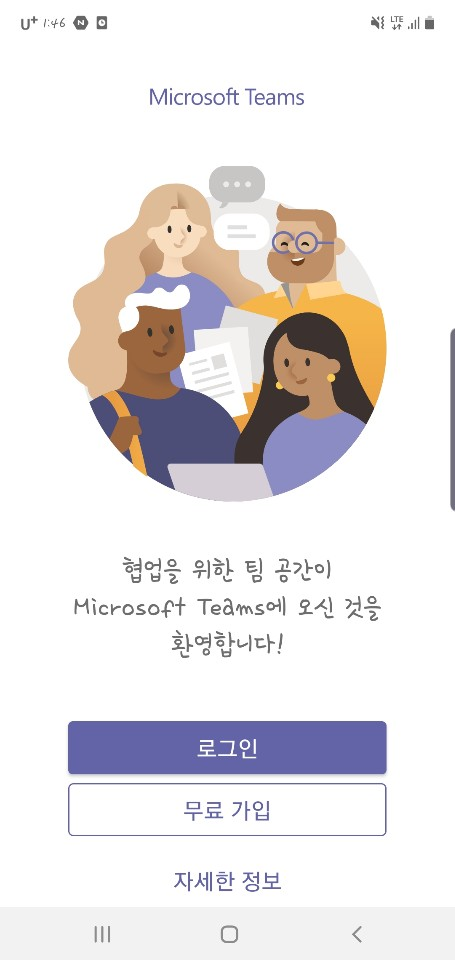 U+ 1:46 N
LTE
Microsoft Teams
협업을 위한 팀 공간이
Microsoft Teams에 오신 것을
환영합니다!
로그인
무료 가입
자세한 정보